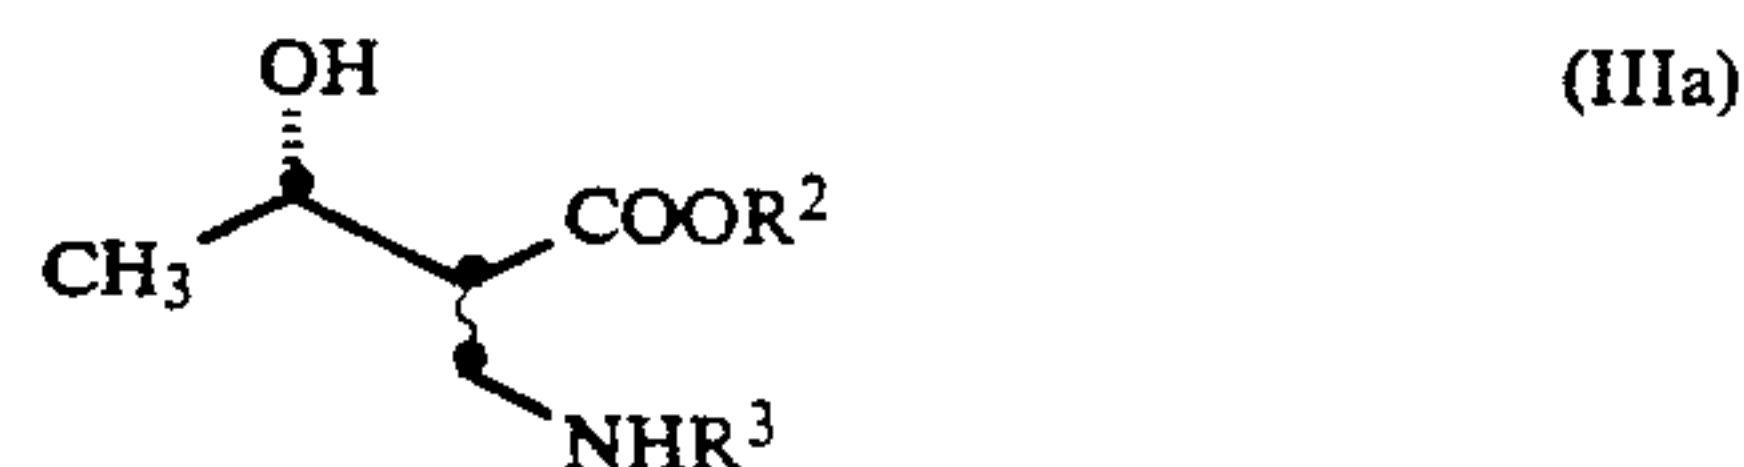 OH
(IIIa)
COOR²
CH₃
NHR³